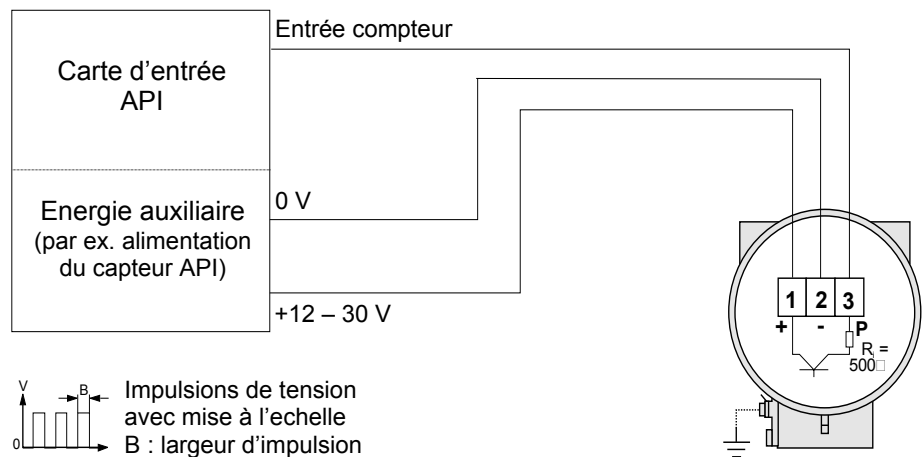 Entrée compteur
Carte d’entrée
API
0 V
Energie auxiliaire
(par ex. alimentation
du capteur API)
+12 – 30 V
1 2 3
+ - P
Ri =
500□
V
B
0
Impulsions de tension
avec mise à l’echelle
B : largeur d’impulsion